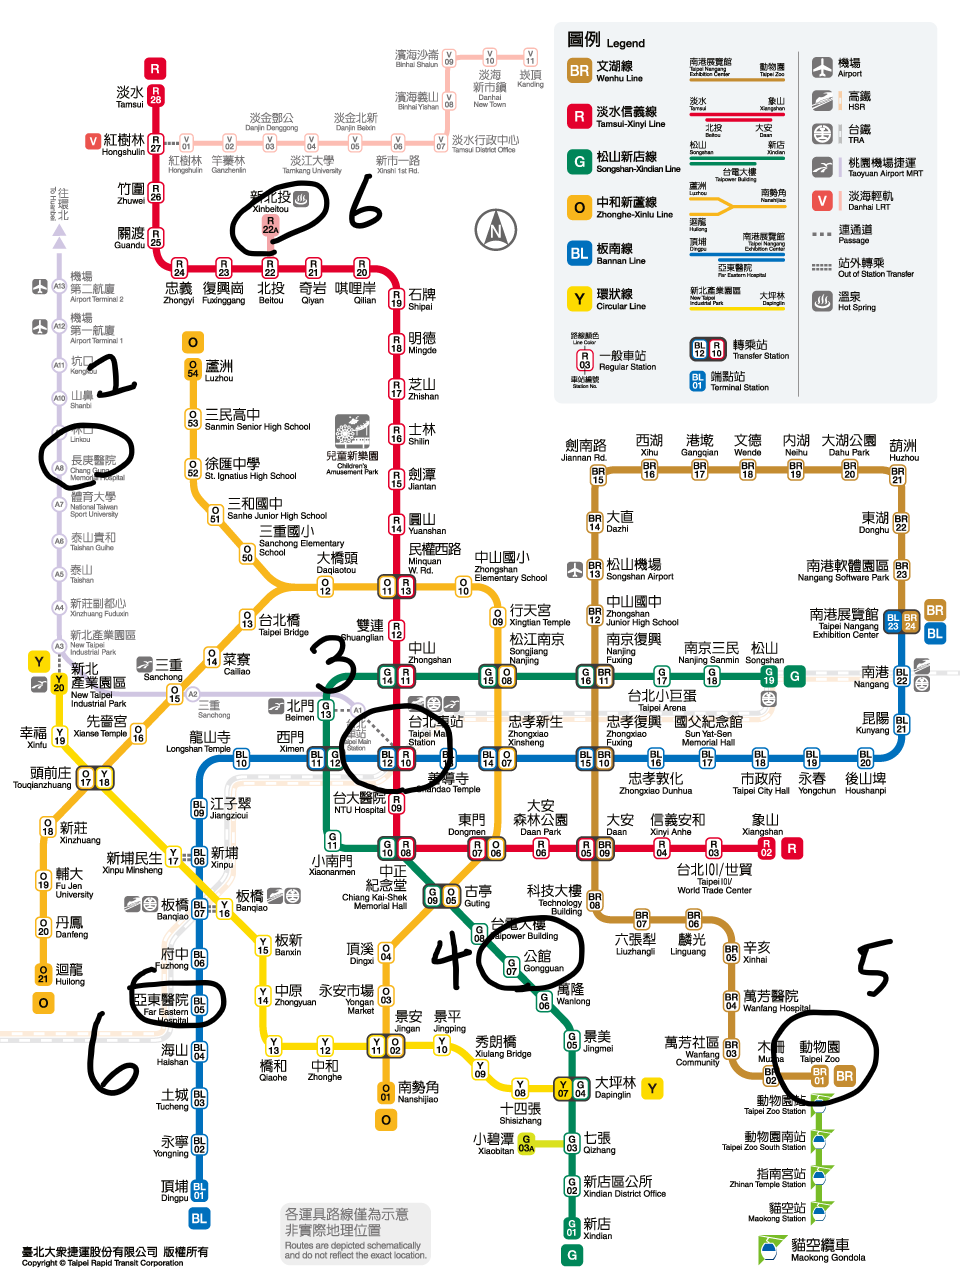 圖例 Legend
BR 文湖線 Wenhu Line
南港展覽館 Taipei Nangang Exhibition Center
動物園 Taipei Zoo
R 淡水信義線 Tamsui-Xinyi Line
淡水 Tamsui
象山 Xiangshan
北投 Beitou
大安 Daan
G 松山新店線 Songshan-Xindian Line
松山 Songshan
新店 Xindian
台電大樓 Taipower Building
O 中和新蘆線 Zhonghe-Xinlu Line
蘆洲 Luzhou
南勢角 Nanshijiao
迴龍 Huilong
BL 板南線 Bannan Line
頂埔 Dingpu
南港展覽館 Taipei Nangang Exhibition Center
亞東醫院 Far Eastern Hospital
Y 環狀線 Circular Line
新北產業園區 New Taipei Industrial Park
大坪林 Dapinglin
路線顏色 Line Color
R 03
車站編號 Station No.
一般車站 Regular Station
BL 12 R 10 轉乘站 Transfer Station
BL 01 端點站 Terminal Station
機場 Airport
高鐵 HSR
台鐵 TRA
桃園機場捷運 Taoyuan Airport MRT
V 淡海輕軌 Danhai LRT
連通道 Passage
站外轉乘 Out of Station Transfer
溫泉 Hot Spring
R
淡水 Tamsui R 28
V 紅樹林 Hongshulin R 27
竹圍 Zhuwei R 26
關渡 Guandu R 25
R 24 忠義 Zhongyi
R 23 復興崗 Fuxinggang
R 22 北投 Beitou
新北投 Xinbeitou R 22A
6
R 21 奇岩 Qiyan
R 20 唭哩岸 Qilian
R 19 石牌 Shipai
R 18 明德 Mingde
R 17 芝山 Zhishan
R 16 士林 Shilin
兒童新樂園 Children's Amusement Park
R 15 劍潭 Jiantan
R 14 圓山 Yuanshan
O 11 R 13 民權西路 Minquan W. Rd.
雙連 Shuanglian R 12
G 14 R 11 中山 Zhongshan
3
BL 12 R 10 台北車站 Taipei Main Station
台大醫院 NTU Hospital R 09
G 10 R 08 中正紀念堂 Chiang Kai-Shek Memorial Hall
東門 Dongmen R 07 O 06
大安森林公園 Daan Park R 06
大安 Daan R 05 BR 09
信義安和 Xinyi Anhe R 04
R 03 台北101/世貿 Taipei 101/ World Trade Center
象山 Xiangshan R 02 R
V 01 紅樹林 Hongshulin
V 02 竿蓁林 Ganzhenlin
淡金鄧公 Danjin Denggong V 03
V 04 淡江大學 Tamkang University
淡金北新 Danjin Beixin V 05
V 06 新市一路 Xinshi 1st Rd.
V 07 淡水行政中心 Tamsui District Office
濱海義山 Binhai Yishan V 08
濱海沙崙 Binhai Shalun V 09
V 10 淡海新市鎮 Danhai New Town
V 11 崁頂 Kanding
往環北 To Huanbei
A13 機場第二航廈 Airport Terminal 2
A12 機場第一航廈 Airport Terminal 1
A11 坑口 Kengkou
1
A10 山鼻 Shanbi
林口 Linkou
A8 長庚醫院 Chang Gung Memorial Hospital
A7 體育大學 National Taiwan Sport University
A6 泰山貴和 Taishan Guihe
A5 泰山 Taishan
A4 新莊副都心 Xinzhuang Fuduxin
A3 新北產業園區 New Taipei Industrial Park
A2 三重 Sanchong
A1 台北車站 Taipei Main Station
O
O 54 蘆洲 Luzhou
O 53 三民高中 Sanmin Senior High School
O 52 徐匯中學 St. Ignatius High School
O 51 三和國中 Sanhe Junior High School
O 50 三重國小 Sanchong Elementary School
大橋頭 Daqiaotou O 12
O 13 台北橋 Taipei Bridge
O 14 菜寮 Cailiao
三重 Sanchong O 15
先嗇宮 Xianse Temple O 16
頭前庄 Touqianzhuang O 17 Y 18
O 18 新莊 Xinzhuang
O 19 輔大 Fu Jen University
O 20 丹鳳 Danfeng
O 21 迴龍 Huilong
O
中山國小 Zhongshan Elementary School O 10
行天宮 Xingtian Temple O 09
松江南京 Songjiang Nanjing G 15 O 08
忠孝新生 Zhongxiao Xinsheng BL 14 O 07
G 09 O 05 古亭 Guting
頂溪 Dingxi O 04
永安市場 Yongan Market O 03
景安 Jingan Y 11 O 02
O 01 南勢角 Nanshijiao
O
Y
Y 20 新北產業園區 New Taipei Industrial Park
幸福 Xinfu Y 19
新埔民生 Xinpu Minsheng Y 17
Y 16 板橋 Banqiao
Y 15 板新 Banxin
Y 14 中原 Zhongyuan
Y 13 橋和 Qiaohe
Y 12 中和 Zhonghe
景平 Jingping Y 10
秀朗橋 Xiulang Bridge Y 09
Y 08 十四張 Shisizhang
Y 07 G 04 大坪林 Dapinglin Y
北門 Beimen G 13
西門 Ximen BL 11 G 12
G 11 小南門 Xiaonanmen
G 08 台電大樓 Taipower Building
4
G 07 公館 Gongguan
G 06 萬隆 Wanlong
G 05 景美 Jingmei
G 03 七張 Qizhang
小碧潭 Xiaobitan G 03A
G 02 新店區公所 Xindian District Office
G 01 新店 Xindian
G
南京復興 Nanjing Fuxing G 16 BR 11
G 17 台北小巨蛋 Taipei Arena
南京三民 Nanjing Sanmin G 18
松山 Songshan G 19 G
龍山寺 Longshan Temple BL 10
BL 09 江子翠 Jiangzicui
BL 08 新埔 Xinpu
板橋 Banqiao BL 07
府中 Fuzhong BL 06
亞東醫院 Far Eastern Hospital BL 05
6
海山 Haishan BL 04
土城 Tucheng BL 03
永寧 Yongning BL 02
頂埔 Dingpu BL 01
BL
善導寺 Shandao Temple
忠孝復興 Zhongxiao Fuxing BL 15 BR 10
BL 16 忠孝敦化 Zhongxiao Dunhua
國父紀念館 Sun Yat-Sen Memorial Hall BL 17
BL 18 市政府 Taipei City Hall
BL 19 永春 Yongchun
BL 20 後山埤 Houshanpi
昆陽 Kunyang BL 21
南港 Nangang BL 22
南港展覽館 Taipei Nangang Exhibition Center BL 23 BR 24 BR BL
南港軟體園區 Nangang Software Park BR 23
東湖 Donghu BR 22
葫洲 Huzhou BR 21
大湖公園 Dahu Park BR 20
內湖 Neihu BR 19
文德 Wende BR 18
港墘 Gangqian BR 17
西湖 Xihu BR 16
劍南路 Jiannan Rd. BR 15
BR 14 大直 Dazhi
BR 13 松山機場 Songshan Airport
BR 12 中山國中 Zhongshan Junior High School
科技大樓 Technology Building BR 08
BR 07 六張犁 Liuzhangli
BR 06 麟光 Linguang
BR 05 辛亥 Xinhai
BR 04 萬芳醫院 Wanfang Hospital
萬芳社區 Wanfang Community BR 03
木柵 Muzha BR 02
動物園 Taipei Zoo BR 01 BR
5
動物園站 Taipei Zoo Station
動物園南站 Taipei Zoo South Station
指南宮站 Zhinan Temple Station
貓空站 Maokong Station
貓空纜車 Maokong Gondola
各運具路線僅為示意
非實際地理位置
Routes are depicted schematically
and do not reflect the exact location.
臺北大眾捷運股份有限公司 版權所有
Copyright © Taipei Rapid Transit Corporation